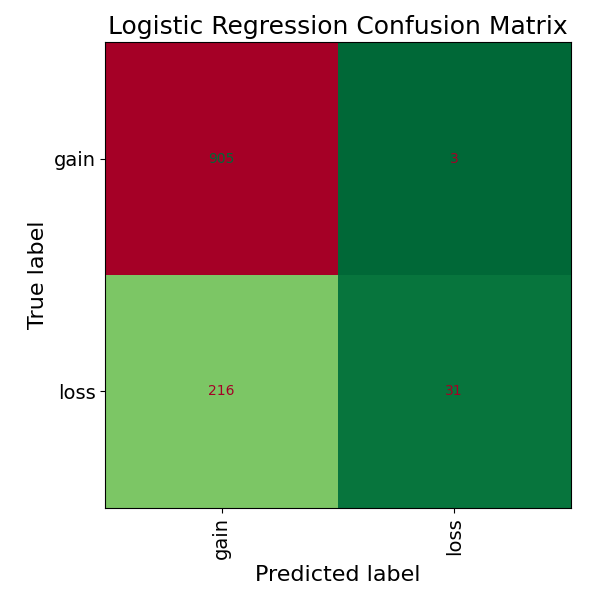 Logistic Regression Confusion Matrix
gain
905
3
True label
loss
216
31
gain
loss
Predicted label